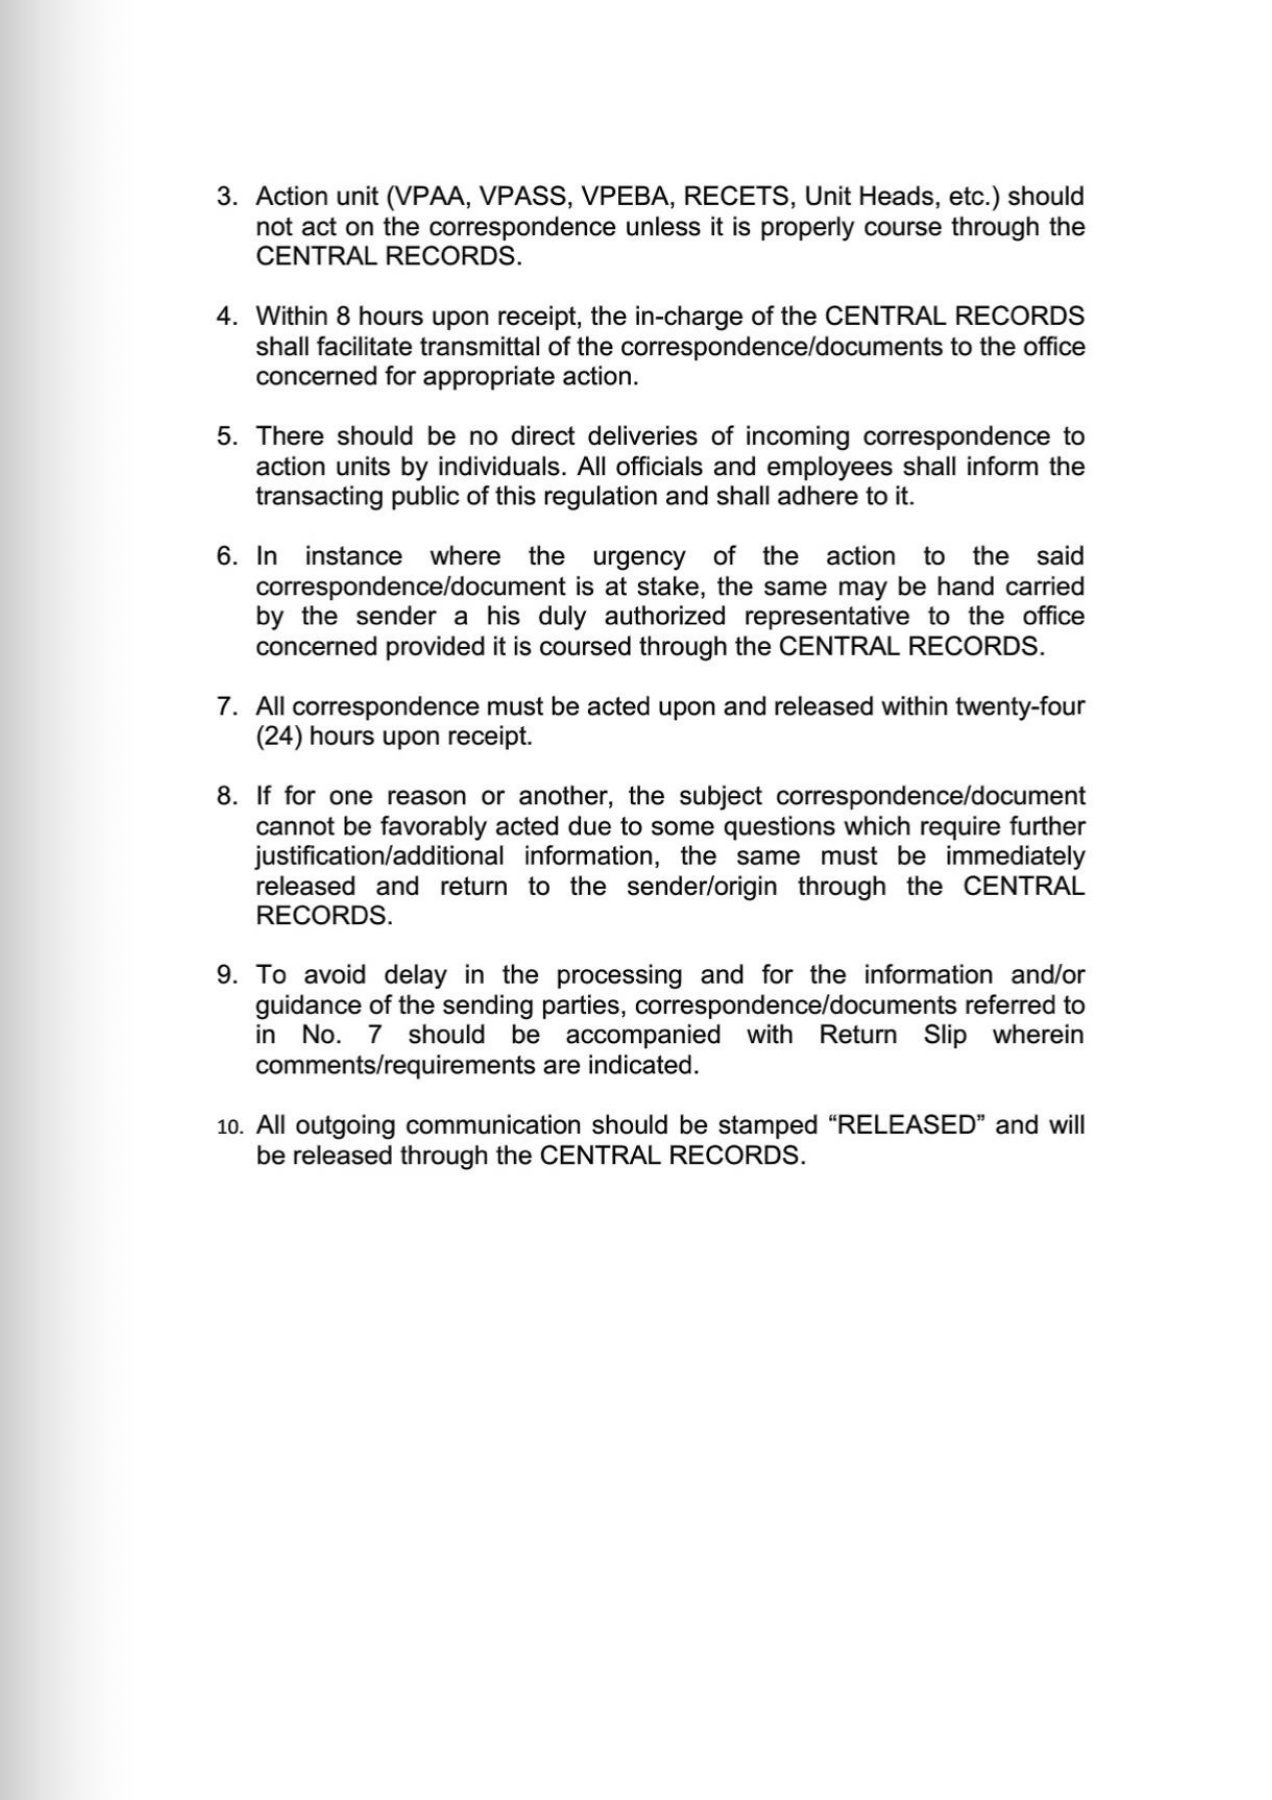 3. Action unit (VPAA, VPASS, VPEBA, RECETS, Unit Heads, etc.) should
not act on the correspondence unless it is properly course through the
CENTRAL RECORDS.
4. Within 8 hours upon receipt, the in-charge of the CENTRAL RECORDS
shall facilitate transmittal of the correspondence/documents to the office
concerned for appropriate action.
5. There should be no direct deliveries of incoming correspondence to
action units by individuals. All officials and employees shall inform the
transacting public of this regulation and shall adhere to it.
6. In instance where the urgency of the action to the said
correspondence/document is at stake, the same may be hand carried
by the sender a his duly authorized representative to the office
concerned provided it is coursed through the CENTRAL RECORDS.
7. All correspondence must be acted upon and released within twenty-four
(24) hours upon receipt.
8. If for one reason or another, the subject correspondence/document
cannot be favorably acted due to some questions which require further
justification/additional information, the same must be immediately
released and return to the sender/origin through the CENTRAL
RECORDS.
9. To avoid delay in the processing and for the information and/or
guidance of the sending parties, correspondence/documents referred to
in No. 7 should be accompanied with Return Slip wherein
comments/requirements are indicated.
10. All outgoing communication should be stamped “RELEASED” and will
be released through the CENTRAL RECORDS.